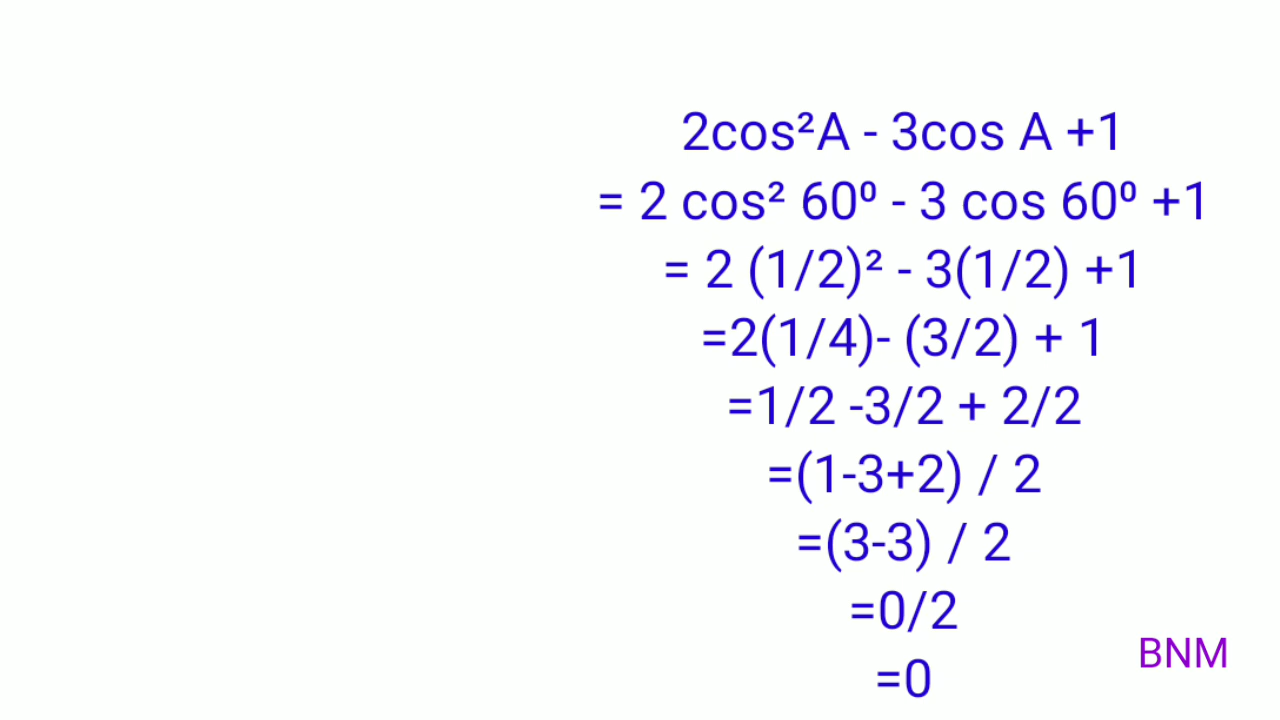 2cos²A - 3cos A +1
= 2 cos² 60⁰ - 3 cos 60⁰ +1
= 2 (1/2)² - 3(1/2) +1
=2(1/4)- (3/2) + 1
=1/2 -3/2 + 2/2
=(1-3+2) / 2
=(3-3) / 2
=0/2
=0
BNM